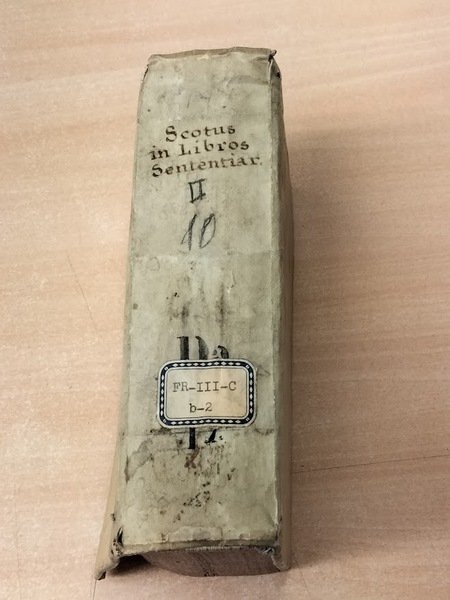 Scotus
in Libros
Sententiar.
II
10
FR-III-C
b-2